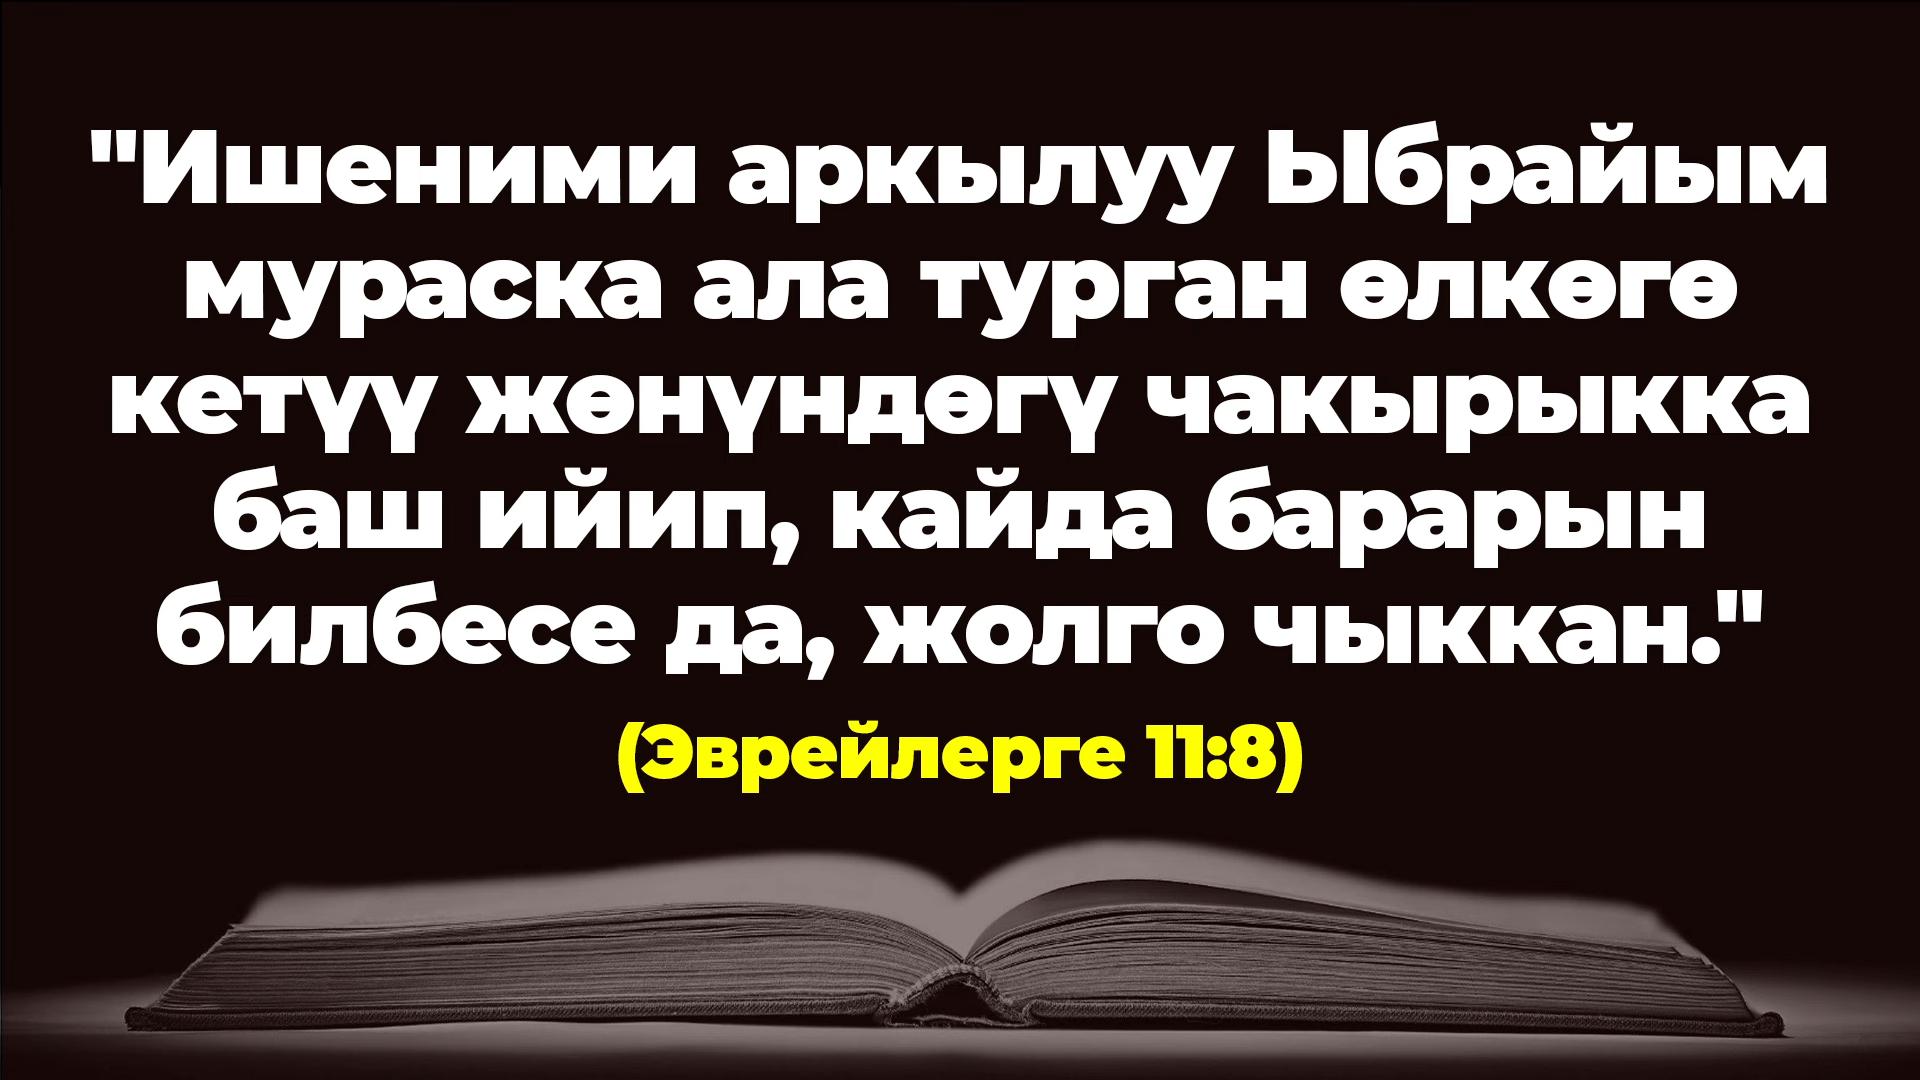 "Ишеними аркылуу Ыбрайым
мураска ала турган өлкөгө
кетүү жөнүндөгү чакырыкка
баш ийип, кайда барарын
билбесе да, жолго чыккан."
(Эврейлерге 11:8)